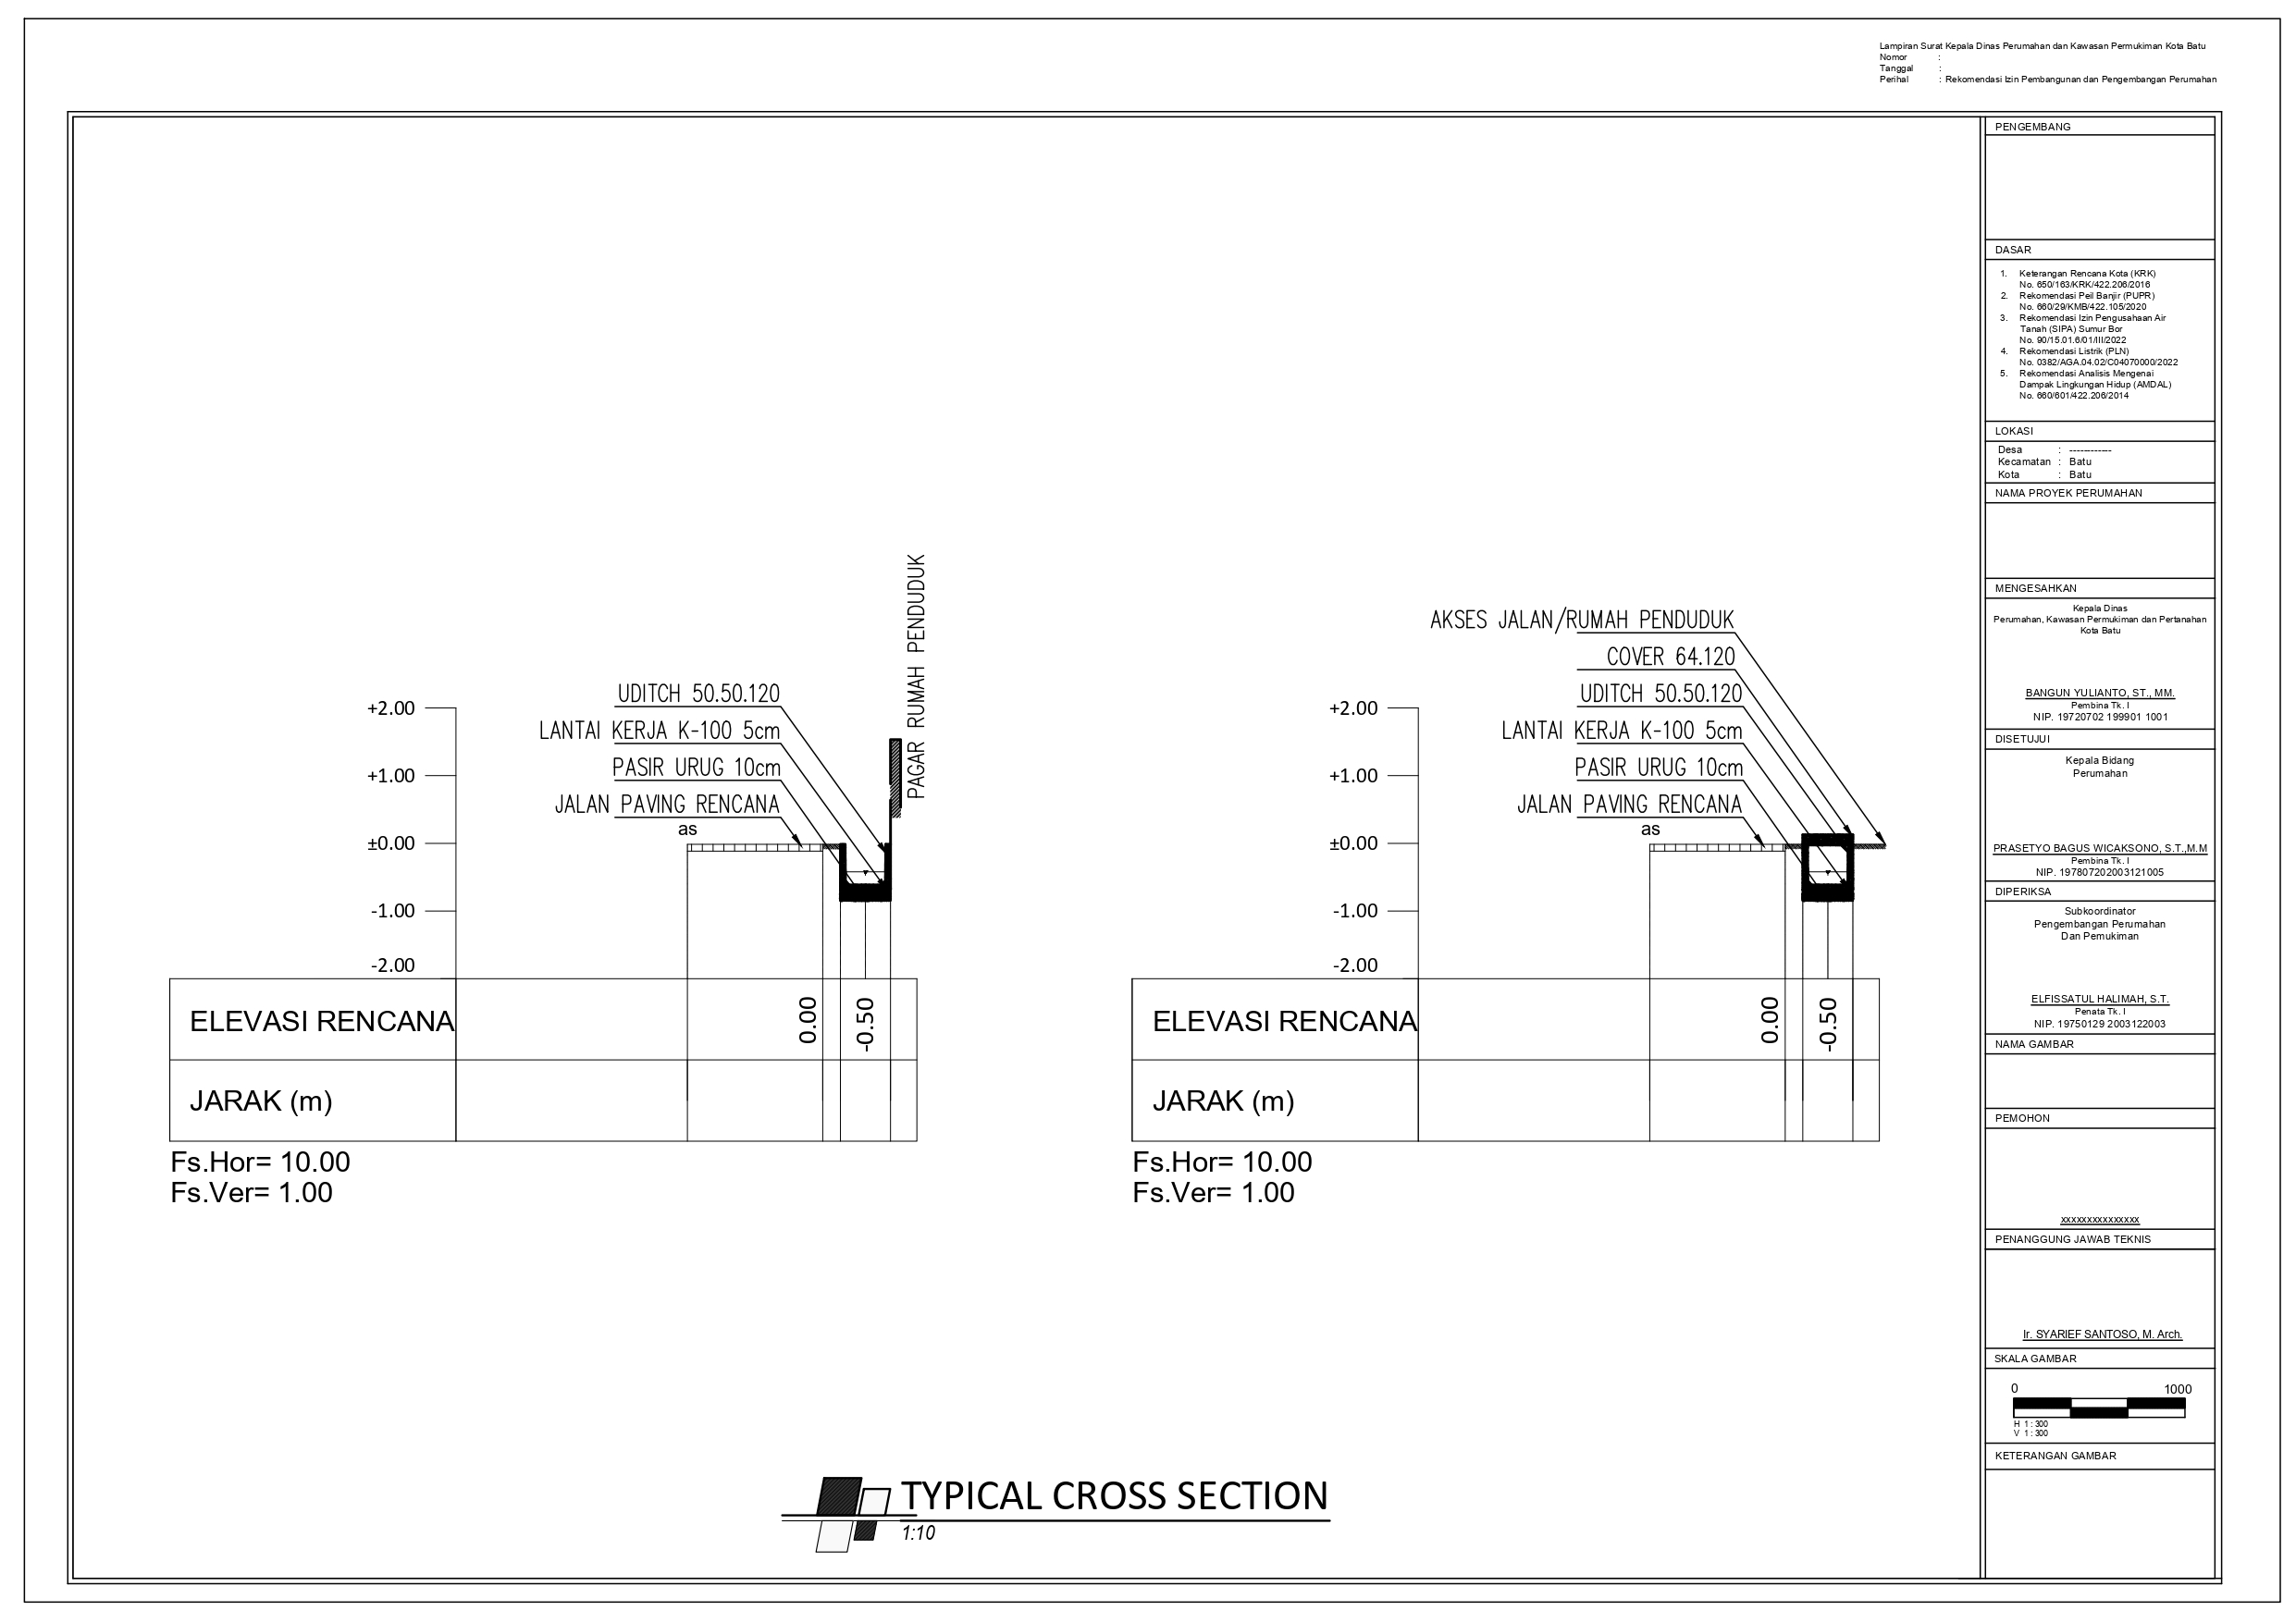 Lampiran Surat Kepala Dinas Perumahan dan Kawasan Permukiman Kota Batu
Nomor :
Tanggal :
Perihal : Rekomendasi Izin Pembangunan dan Pengembangan Perumahan
PAGAR RUMAH PENDUDUK
UDITCH 50.50.120
LANTAI KERJA K-100 5cm
PASIR URUG 10cm
JALAN PAVING RENCANA
as
+2.00
+1.00
±0.00
-1.00
-2.00
ELEVASI RENCANA
0.00
-0.50
JARAK (m)
Fs.Hor= 10.00
Fs.Ver= 1.00
AKSES JALAN/RUMAH PENDUDUK
COVER 64.120
UDITCH 50.50.120
LANTAI KERJA K-100 5cm
PASIR URUG 10cm
JALAN PAVING RENCANA
as
+2.00
+1.00
±0.00
-1.00
-2.00
ELEVASI RENCANA
0.00
-0.50
JARAK (m)
Fs.Hor= 10.00
Fs.Ver= 1.00
TYPICAL CROSS SECTION
1:10
PENGEMBANG
DASAR
1. Keterangan Rencana Kota (KRK)
No. 650/163/KRK/422.206/2016
2. Rekomendasi Peil Banjir (PUPR)
No. 660/29/KMB/422.105/2020
3. Rekomendasi Izin Pengusahaan Air
Tanah (SIPA) Sumur Bor
No. 90/15.01.6/01/III/2022
4. Rekomendasi Listrik (PLN)
No. 0382/AGA.04.02/C04070000/2022
5. Rekomendasi Analisis Mengenai
Dampak Lingkungan Hidup (AMDAL)
No. 660/601/422.206/2014
LOKASI
Desa : ------------
Kecamatan : Batu
Kota : Batu
NAMA PROYEK PERUMAHAN
MENGESAHKAN
Kepala Dinas
Perumahan, Kawasan Permukiman dan Pertanahan
Kota Batu
BANGUN YULIANTO, ST., MM.
Pembina Tk. I
NIP. 19720702 199901 1001
DISETUJUI
Kepala Bidang
Perumahan
PRASETYO BAGUS WICAKSONO, S.T.,M.M
Pembina Tk. I
NIP. 197807202003121005
DIPERIKSA
Subkoordinator
Pengembangan Perumahan
Dan Pemukiman
ELFISSATUL HALIMAH, S.T.
Penata Tk. I
NIP. 19750129 2003122003
NAMA GAMBAR
PEMOHON
xxxxxxxxxxxxxxx
PENANGGUNG JAWAB TEKNIS
Ir. SYARIEF SANTOSO, M. Arch.
SKALA GAMBAR
0 1000
H 1 : 300
V 1 : 300
KETERANGAN GAMBAR